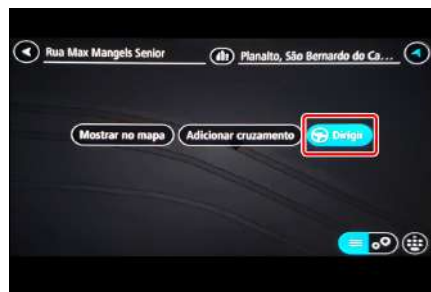 Rua Max Mangels Senior
Planalto, São Bernardo do Ca...
Mostrar no mapa
Adicionar cruzamento
Dirigir